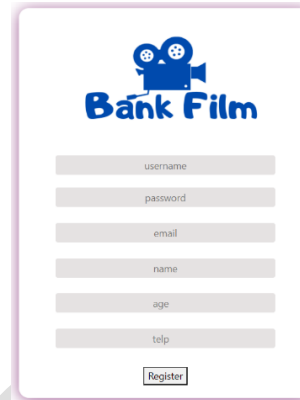 Bank Film
username
password
email
name
age
telp
Register